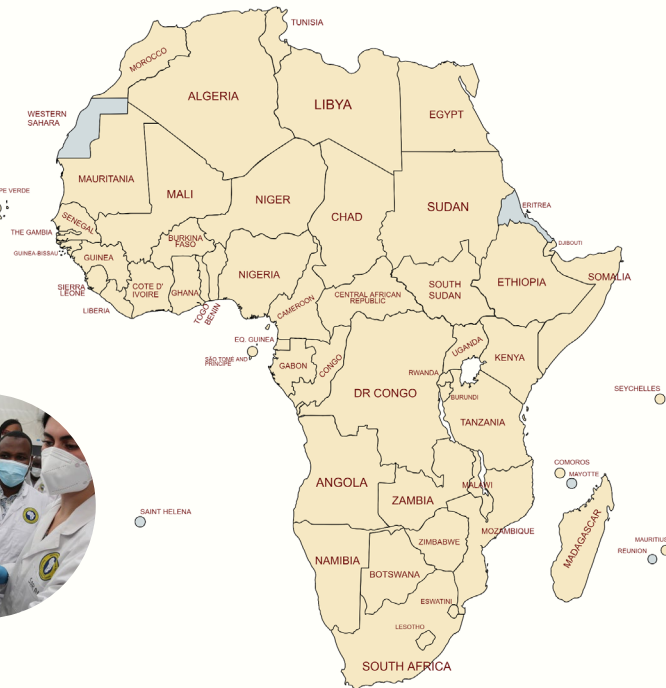 TUNISIA
MOROCCO
ALGERIA
LIBYA
EGYPT
WESTERN
SAHARA
MAURITANIA
MALI
NIGER
CHAD
SUDAN
ERITREA
PE VERDE
SENEGAL
THE GAMBIA
BURKINA
FASO
DJIBOUTI
GUINEA-BISSAU
GUINEA
NIGERIA
SOMALIA
ETHIOPIA
SOUTH
SUDAN
SIERRA
LEONE
COTE D'
IVOIRE
GHANA
CENTRAL AFRICAN
REPUBLIC
CAMEROON
LIBERIA
TOGO
BENIN
EQ. GUINEA
UGANDA
KENYA
SÃO TOMÉ AND
PRÍNCIPE
GABON
CONGO
RWANDA
DR CONGO
BURUNDI
SEYCHELLES
TANZANIA
COMOROS
MAYOTTE
ANGOLA
MALAWI
ZAMBIA
SAINT HELENA
MOZAMBIQUE
MADAGASCAR
ZIMBABWE
MAURITIUS
REUNION
NAMIBIA
BOTSWANA
ESWATINI
LESOTHO
SOUTH AFRICA